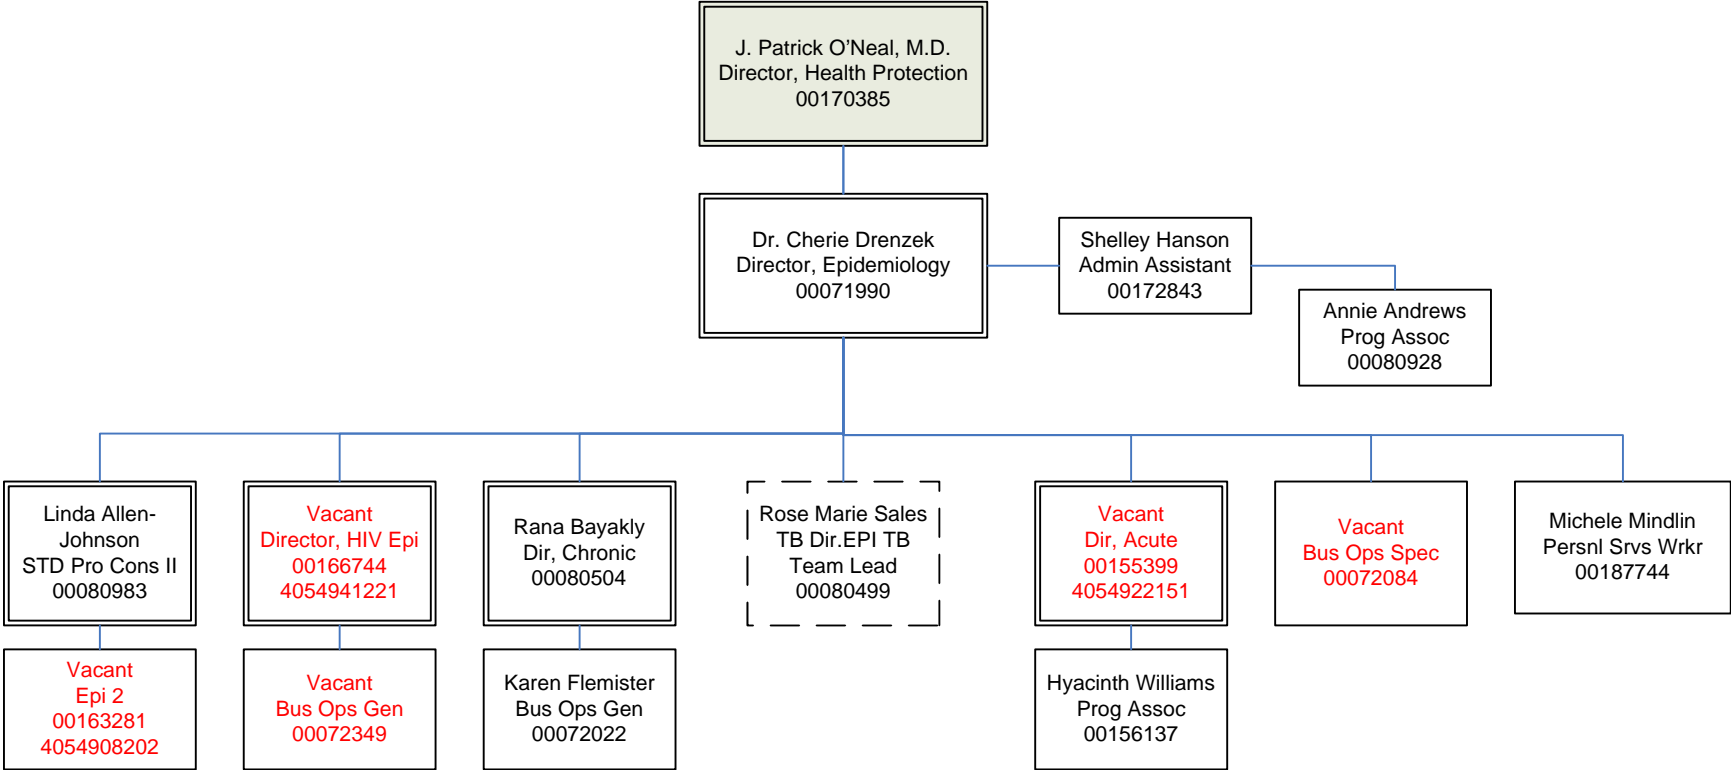 J. Patrick O’Neal, M.D.
Director, Health Protection
00170385
Dr. Cherie Drenzek
Director, Epidemiology
00071990
Shelley Hanson
Admin Assistant
00172843
Annie Andrews
Prog Assoc
00080928
Linda Allen-
Johnson
STD Pro Cons II
00080983
Vacant
Director, HIV Epi
00166744
4054941221
Rana Bayakly
Dir, Chronic
00080504
Rose Marie Sales
TB Dir.EPI TB
Team Lead
00080499
Vacant
Dir, Acute
00155399
4054922151
Vacant
Bus Ops Spec
00072084
Michele Mindlin
Persnl Srvs Wrkr
00187744
Vacant
Epi 2
00163281
4054908202
Vacant
Bus Ops Gen
00072349
Karen Flemister
Bus Ops Gen
00072022
Hyacinth Williams
Prog Assoc
00156137